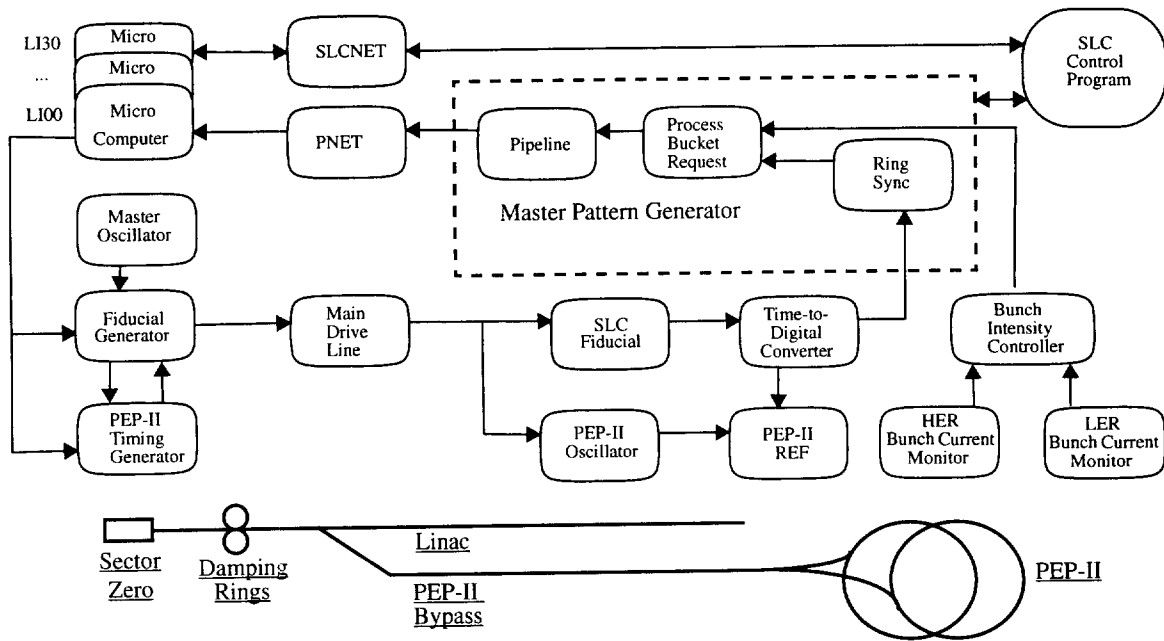 LI30
Micro
...
Micro
LI00
Micro
Computer
SLCNET
SLC
Control
Program
PNET
Pipeline
Process
Bucket
Request
Ring
Sync
Master Pattern Generator
Master
Oscillator
Fiducial
Generator
Main
Drive
Line
SLC
Fiducial
Time-to-
Digital
Converter
Bunch
Intensity
Controller
PEP-II
Timing
Generator
PEP-II
Oscillator
PEP-II
REF
HER
Bunch Current
Monitor
LER
Bunch Current
Monitor
Sector
Zero
Damping
Rings
Linac
PEP-II
Bypass
PEP-II